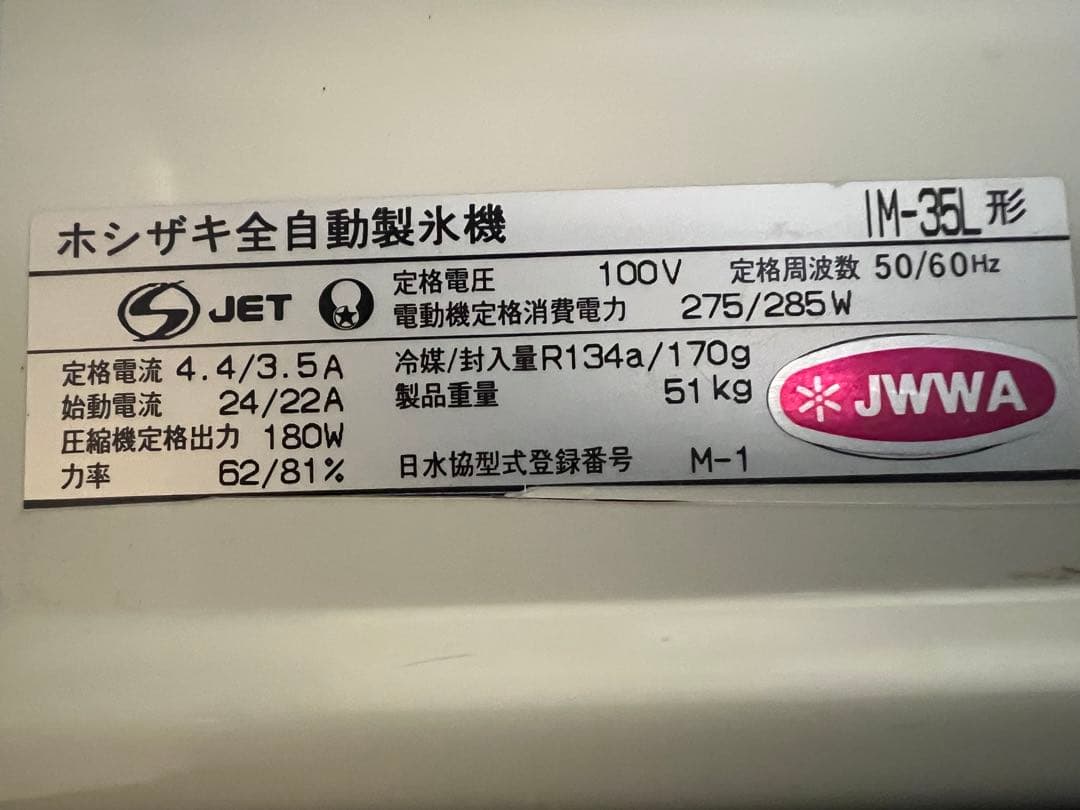 ホシザキ全自動製氷機 IM-35L形
JET 定格電圧 100V 定格周波数 50/60Hz
電動機定格消費電力 275/285W
定格電流 4.4/3.5A 冷媒/封入量R134a/170g
始動電流 24/22A 製品重量 51kg
圧縮機定格出力 180W
力率 62/81% 日水協型式登録番号 M-1
JWWA